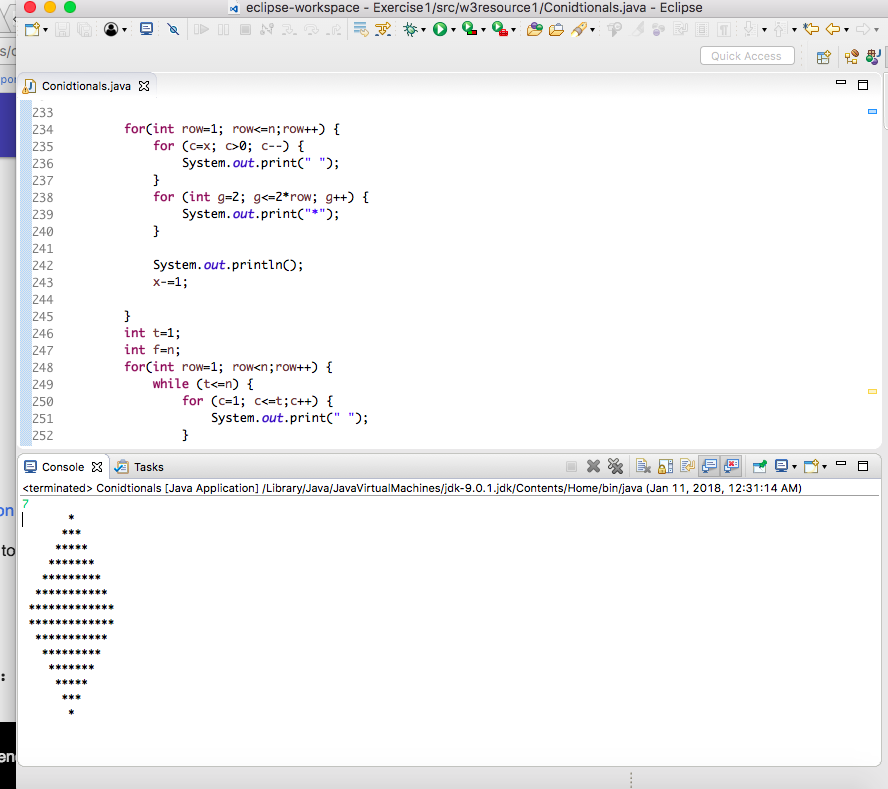 eclipse-workspace - Exercise1/src/w3resource1/Conidtionals.java - Eclipse
Quick Access
Conidtionals.java
233
234 for(int row=1; row<=n;row++) {
235 for (c=x; c>0; c--) {
236 System.out.print(" ");
237 }
238 for (int g=2; g<=2*row; g++) {
239 System.out.print("*");
240 }
241
242 System.out.println();
243 x-=1;
244
245 }
246 int t=1;
247 int f=n;
248 for(int row=1; row<n;row++) {
249 while (t<=n) {
250 for (c=1; c<=t;c++) {
251 System.out.print(" ");
252 }
Console Tasks
<terminated> Conidtionals [Java Application] /Library/Java/JavaVirtualMachines/jdk-9.0.1.jdk/Contents/Home/bin/java (Jan 11, 2018, 12:31:14 AM)
7
*
***
*****
*******
*********
***********
*************
*************
***********
*********
*******
*****
***
*
s/c
por
on
to
:
en